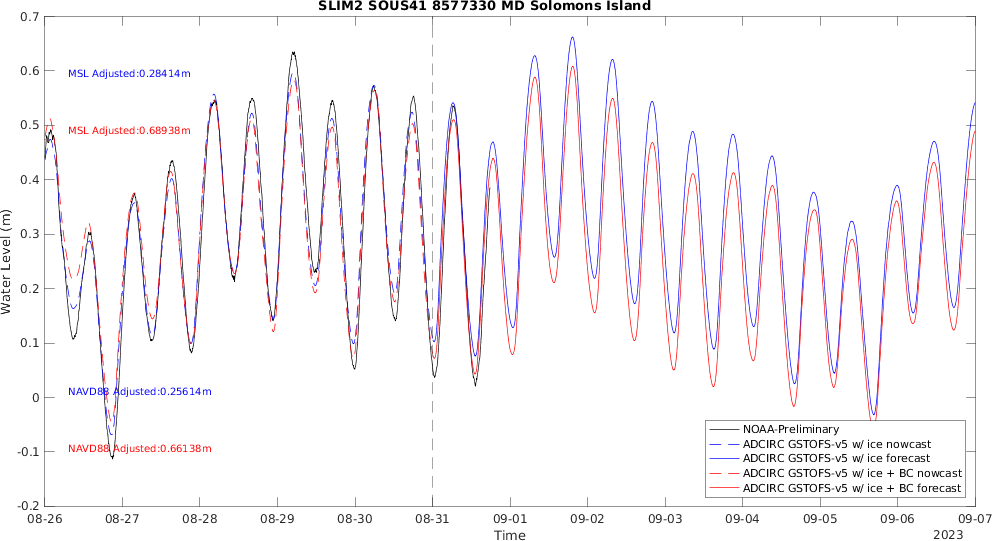 SLIM2 SOUS41 8577330 MD Solomons Island
0.7
0.6
0.5
0.4
0.3
0.2
0.1
0
-0.1
-0.2
Water Level (m)
MSL Adjusted:0.28414m
MSL Adjusted:0.68938m
NAVD88 Adjusted:0.25614m
NAVD88 Adjusted:0.66138m
NOAA-Preliminary
ADCIRC GSTOFS-v5 w/ ice nowcast
ADCIRC GSTOFS-v5 w/ ice forecast
ADCIRC GSTOFS-v5 w/ ice + BC nowcast
ADCIRC GSTOFS-v5 w/ ice + BC forecast
08-26 08-27 08-28 08-29 08-30 08-31 09-01 09-02 09-03 09-04 09-05 09-06 09-07
Time
2023